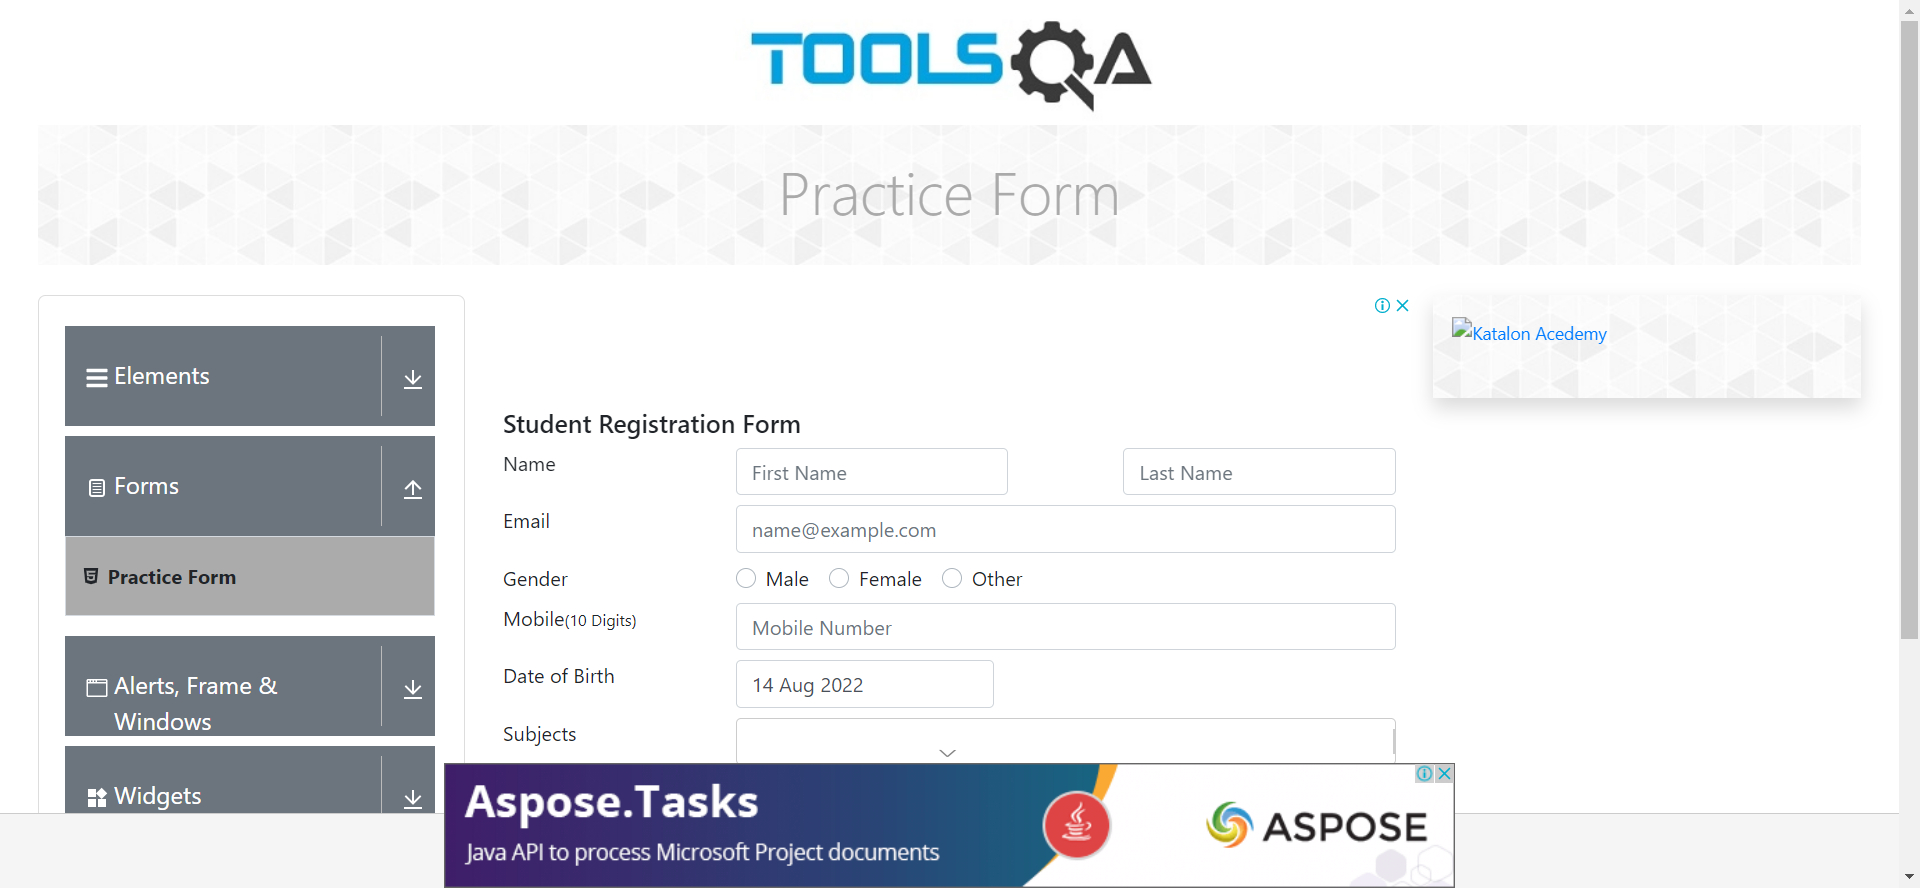 TOOLSQA
Practice Form
Elements
Forms
Practice Form
Alerts, Frame &
Windows
Widgets
Katalon Acedemy
Student Registration Form
Name
First Name
Last Name
Email
name@example.com
Gender
Male
Female
Other
Mobile(10 Digits)
Mobile Number
Date of Birth
14 Aug 2022
Subjects
Aspose.Tasks
Java API to process Microsoft Project documents
ASPOSE